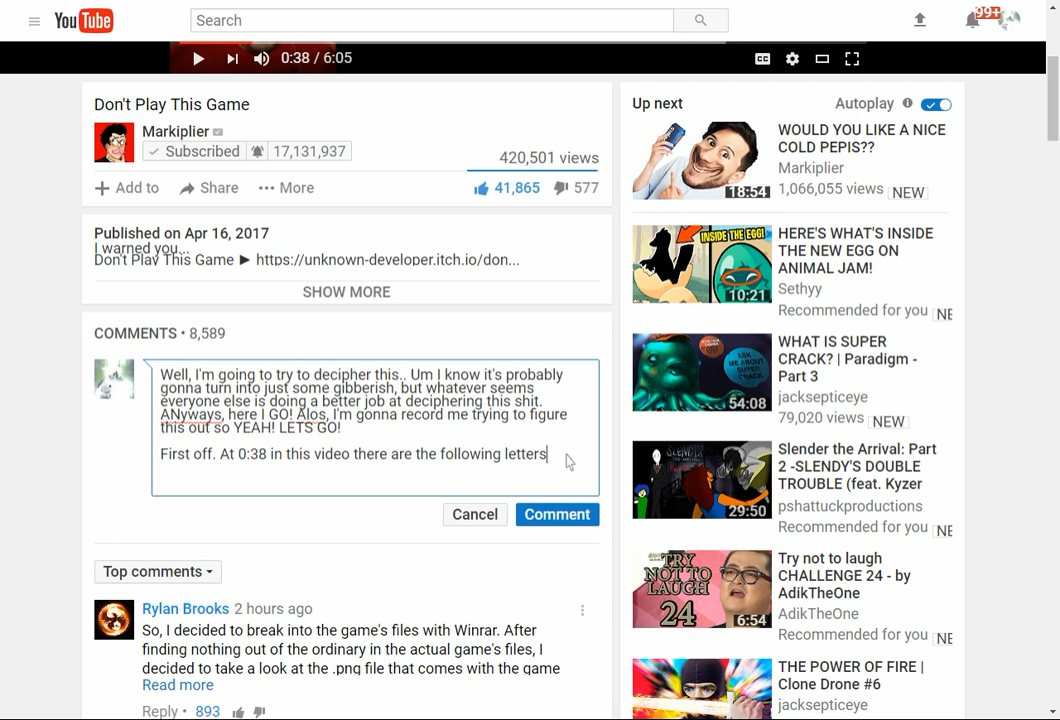 YouTube
Search
99+
0:38 / 6:05
CC
Don't Play This Game
Markiplier
Subscribed
17,131,937
420,501 views
Add to
Share
More
41,865
577
Published on Apr 16, 2017
I warned you...
Don't Play This Game ► https://unknown-developer.itch.io/don...
SHOW MORE
COMMENTS • 8,589
Well, I'm going to try to decipher this.. Um I know it's probably
gonna turn into just some gibberish, but whatever seems
everyone else is doing a better job at deciphering this shit.
ANyways, here I GO! Alos, I'm gonna record me trying to figure
this out so YEAH! LETS GO!
First off. At 0:38 in this video there are the following letters
Cancel
Comment
Top comments
Rylan Brooks 2 hours ago
So, I decided to break into the game's files with Winrar. After
finding nothing out of the ordinary in the actual game's files, I
decided to take a look at the .png file that comes with the game
Read more
Reply • 893
Up next
Autoplay
18:54
WOULD YOU LIKE A NICE
COLD PEPIS??
Markiplier
1,066,055 views NEW
INSIDE THE EGG!
10:21
HERE'S WHAT'S INSIDE
THE NEW EGG ON
ANIMAL JAM!
Sethyy
Recommended for you NE
ASK ME ABOUT SUPER CRACK
54:08
WHAT IS SUPER
CRACK? | Paradigm -
Part 3
jacksepticeye
79,020 views NEW
SLENDER
29:50
Slender the Arrival: Part
2 -SLENDY'S DOUBLE
TROUBLE (feat. Kyzer
pshattuckproductions
Recommended for you NE
TRY
NOT TO
LAUGH
24
6:54
Try not to laugh
CHALLENGE 24 - by
AdikTheOne
AdikTheOne
Recommended for you NE
THE POWER OF FIRE |
Clone Drone #6
jacksepticeye